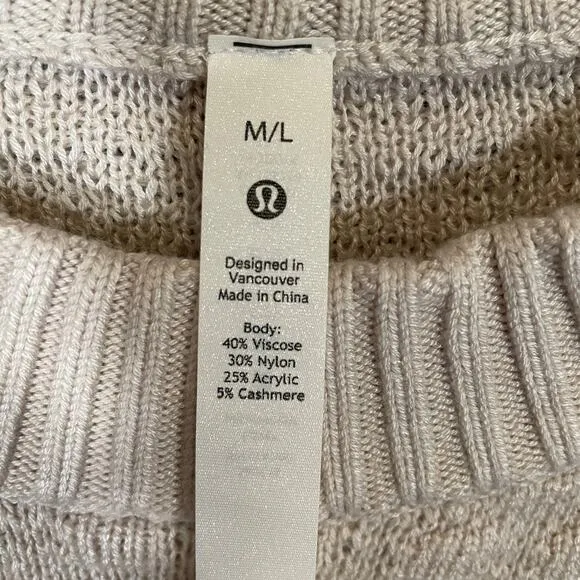 M/L
Designed in
Vancouver
Made in China
Body:
40% Viscose
30% Nylon
25% Acrylic
5% Cashmere